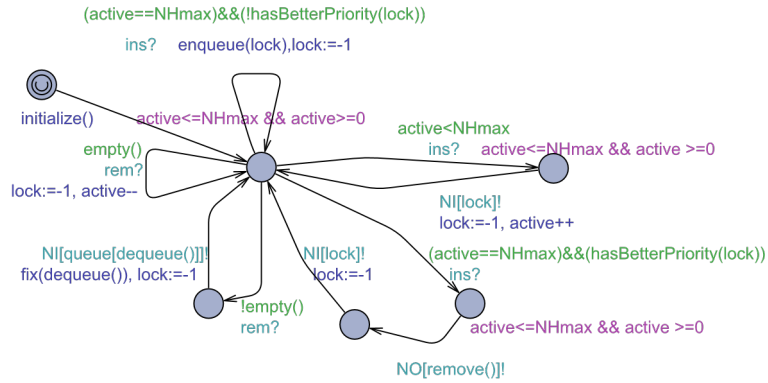 (active==NHmax)&&(!hasBetterPriority(lock))
ins? enqueue(lock),lock:=-1
initialize()
active<=NHmax && active>=0
active<NHmax
ins?
active<=NHmax && active >=0
empty()
rem?
lock:=-1, active--
NI[lock]!
lock:=-1, active++
NI[queue[dequeue()]]!
fix(dequeue()), lock:=-1
NI[lock]!
lock:=-1
(active==NHmax)&&(hasBetterPriority(lock))
ins?
!empty()
rem?
active<=NHmax && active >=0
NO[remove()]!